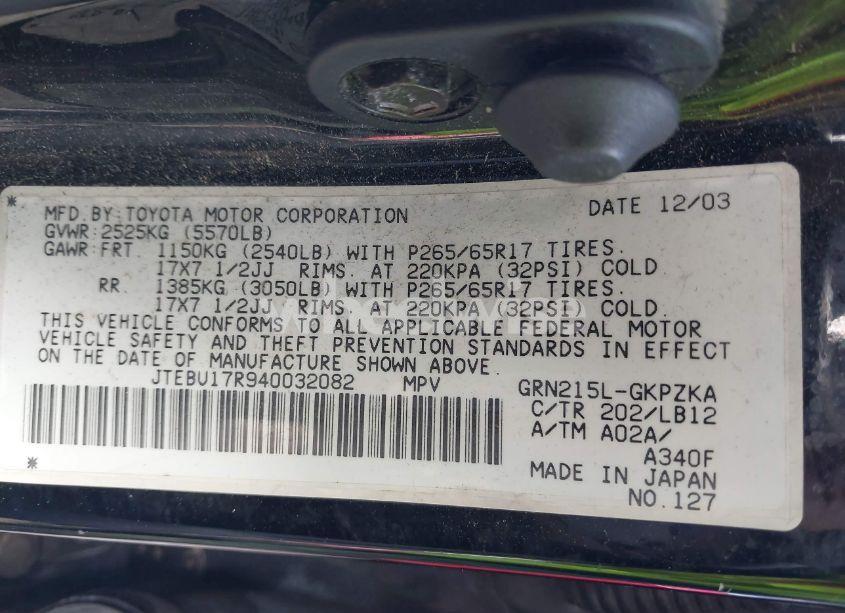 * MFD.BY:TOYOTA MOTOR CORPORATION DATE 12/03
GVWR:2525KG (5570LB)
GAWR:FRT. 1150KG (2540LB) WITH P265/65R17 TIRES.
17X7 1/2JJ RIMS. AT 220KPA (32PSI) COLD
RR. 1385KG (3050LB) WITH P265/65R17 TIRES.
17X7 1/2JJ RIMS. AT 220KPA (32PSI) COLD.
THIS VEHICLE CONFORMS TO ALL APPLICABLE FEDERAL MOTOR
VEHICLE SAFETY AND THEFT PREVENTION STANDARDS IN EFFECT
ON THE DATE OF MANUFACTURE SHOWN ABOVE.
JTEBU17R940032082 MPV GRN215L-GKPZKA
C/TR 202/LB12
A/TM A02A/
A340F
* MADE IN JAPAN
NO.127